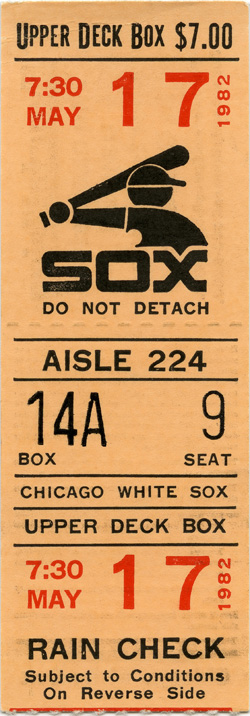 UPPER DECK BOX $7.00
7:30
MAY 17 1982
SOX
DO NOT DETACH
AISLE 224
14A 9
BOX SEAT
CHICAGO WHITE SOX
UPPER DECK BOX
7:30
MAY 17 1982
RAIN CHECK
Subject to Conditions
On Reverse Side